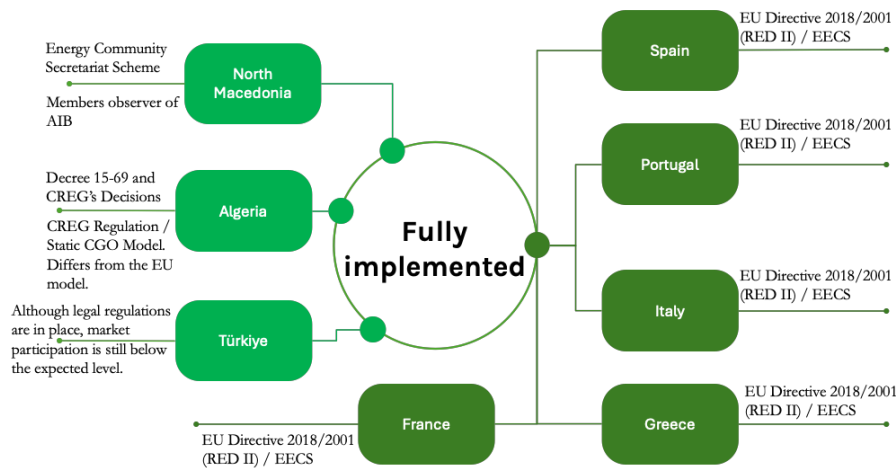 Energy Community
Secretariat Scheme
Members observer of
AIB
North
Macedonia
Decree 15-69 and
CREG's Decisions
CREG Regulation /
Static CGO Model.
Differs from the EU
model.
Algeria
Although legal regulations
are in place, market
participation is still below
the expected level.
Türkiye
Fully
implemented
EU Directive 2018/2001
(RED II) / EECS
Spain
EU Directive 2018/2001
(RED II) / EECS
Portugal
EU Directive 2018/2001
(RED II) / EECS
Italy
EU Directive 2018/2001
(RED II) / EECS
Greece
France
EU Directive 2018/2001
(RED II) / EECS